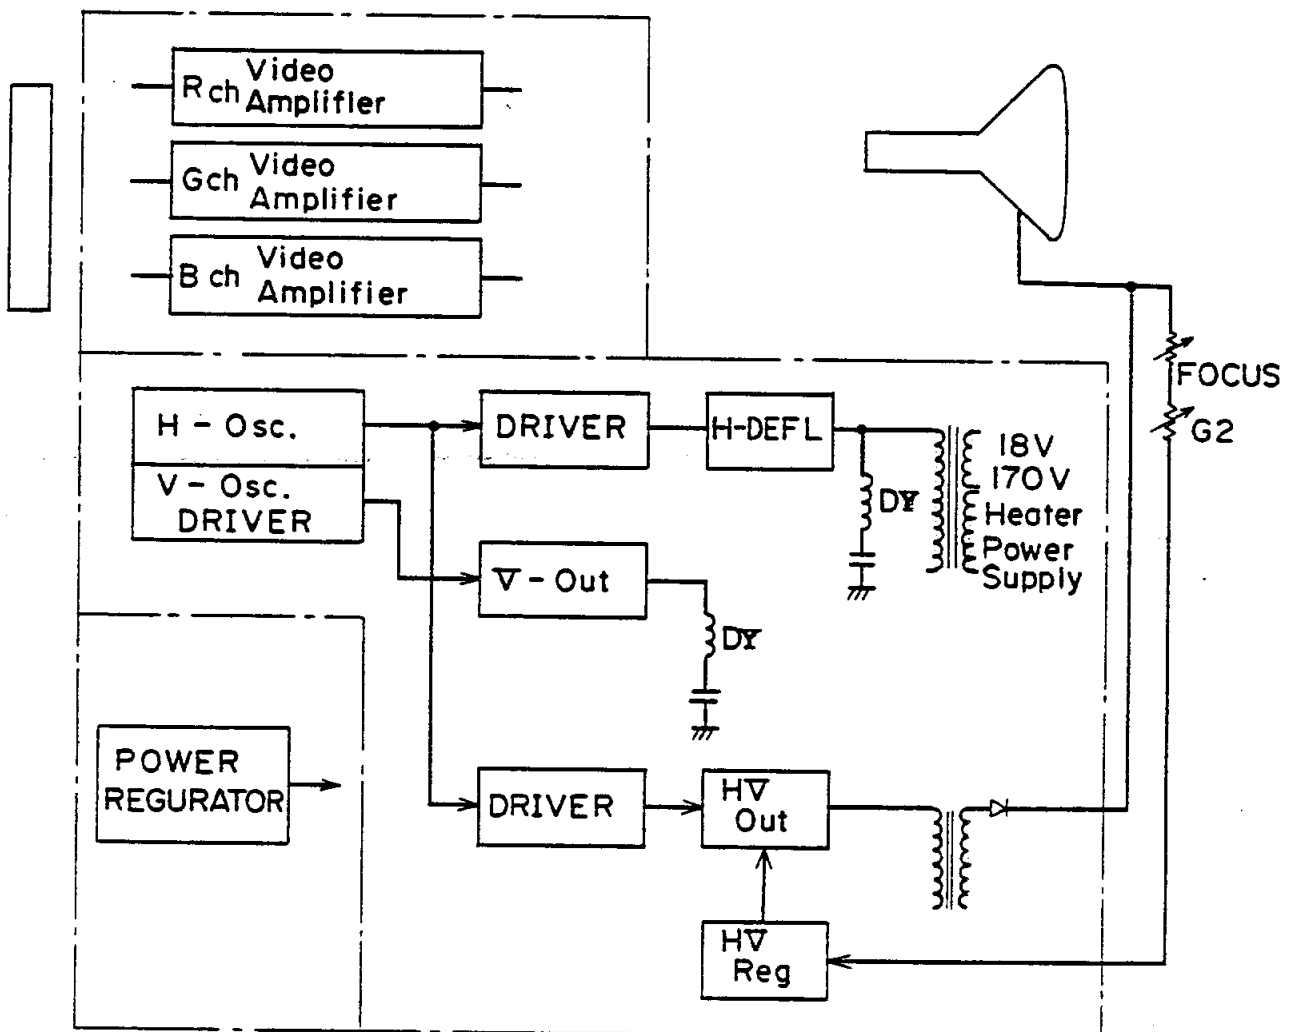 R ch Video
Amplifier
G ch Video
Amplifier
B ch Video
Amplifier
FOCUS
G2
H - Osc.
V - Osc.
DRIVER
DRIVER
H-DEFL
DY
18V
170V
Heater
Power
Supply
V - Out
DY
POWER
REGURATOR
DRIVER
HV
Out
HV
Reg